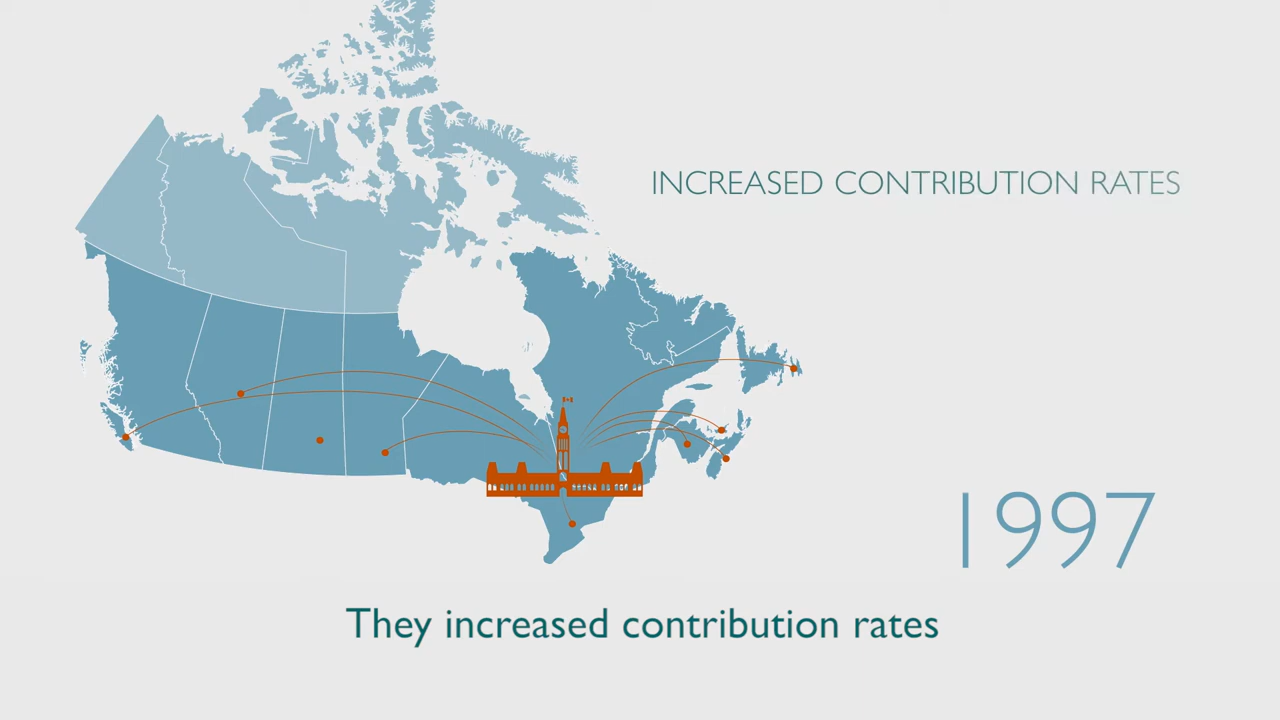 INCREASED CONTRIBUTION RATES
1997
They increased contribution rates